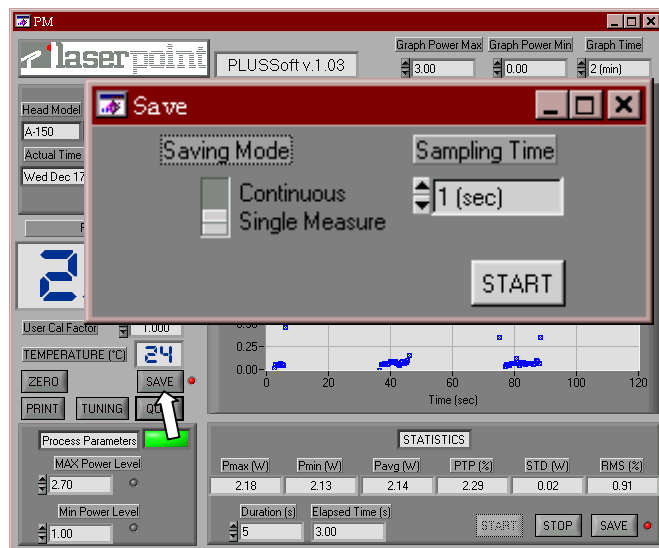 PM
laserpoint
PLUSSoft v.1.03
Graph Power Max Graph Power Min Graph Time
3.00 0.00 2 (min)
Head Model
A-150
Actual Time
Wed Dec 17
Save
Saving Mode
Continuous
Single Measure
Sampling Time
1 (sec)
START
2
User Cal Factor 1.000
TEMPERATURE (°C) 24
ZERO SAVE
PRINT TUNING
0.50
0.25
0.00
0 20 40 60 80 100 120
Time (sec)
Process Parameters
MAX Power Level
2.70
Min Power Level
1.00
STATISTICS
Pmax (W) Pmin (W) Pavg (W) PTP (%) STD (W) RMS (%)
2.18 2.13 2.14 2.29 0.02 0.91
Duration (s) Elapsed Time (s)
5 3.00
START STOP SAVE